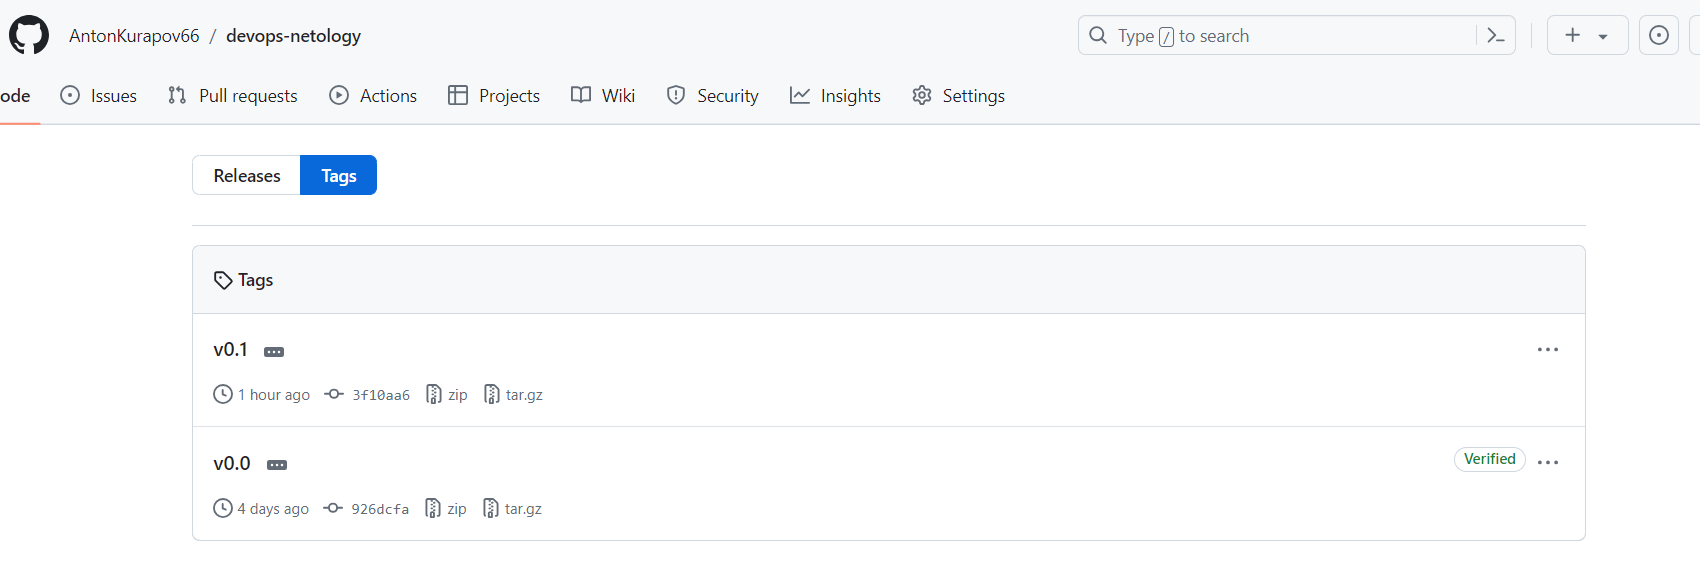 AntonKurapov66 / devops-netology
Type / to search
ode Issues Pull requests Actions Projects Wiki Security Insights Settings
Releases Tags
Tags
v0.1
1 hour ago 3f10aa6 zip tar.gz
v0.0 Verified
4 days ago 926dcfa zip tar.gz